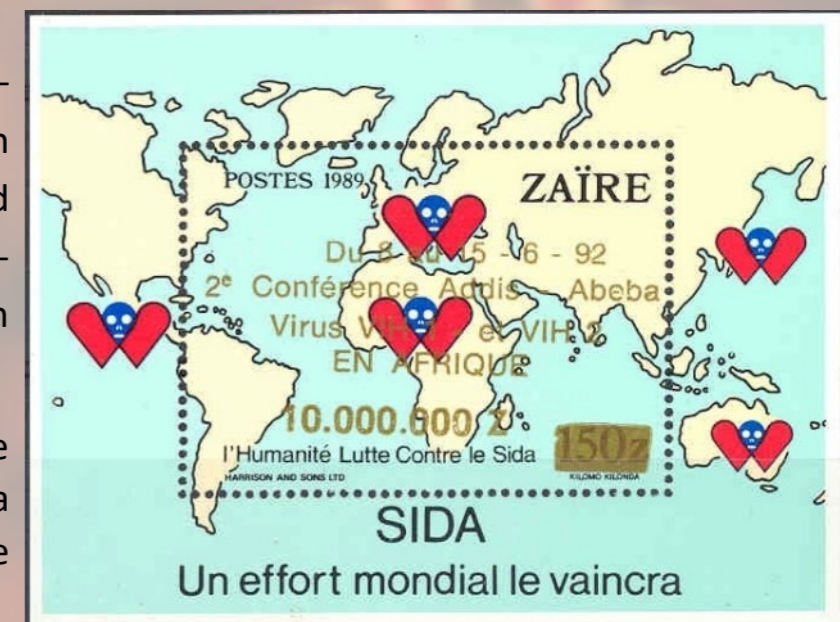 POSTES 1989
ZAÏRE
Du 8 au 15 - 6 - 92
2e Conférence Addis - Abeba
Virus VIH 1 - et VIH 2
EN AFRIQUE
10.000.000 Z
150z
l'Humanité Lutte Contre le Sida
HARRISON AND SONS LTD
KILOMO KILONDA
SIDA
Un effort mondial le vaincra